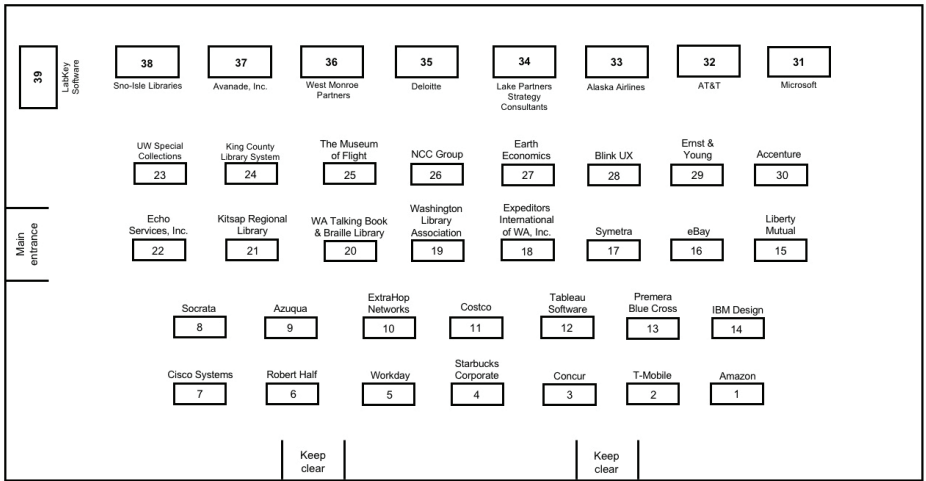 39
LabKey
Software
38
Sno-Isle Libraries
37
Avanade, Inc.
36
West Monroe
Partners
35
Deloitte
34
Lake Partners
Strategy
Consultants
33
Alaska Airlines
32
AT&T
31
Microsoft
UW Special
Collections
23
King County
Library System
24
The Museum
of Flight
25
NCC Group
26
Earth
Economics
27
Blink UX
28
Ernst &
Young
29
Accenture
30
Main
entrance
Echo
Services, Inc.
22
Kitsap Regional
Library
21
WA Talking Book
& Braille Library
20
Washington
Library
Association
19
Expeditors
International
of WA, Inc.
18
Symetra
17
eBay
16
Liberty
Mutual
15
Socrata
8
Azuqua
9
ExtraHop
Networks
10
Costco
11
Tableau
Software
12
Premera
Blue Cross
13
IBM Design
14
Cisco Systems
7
Robert Half
6
Workday
5
Starbucks
Corporate
4
Concur
3
T-Mobile
2
Amazon
1
Keep
clear
Keep
clear